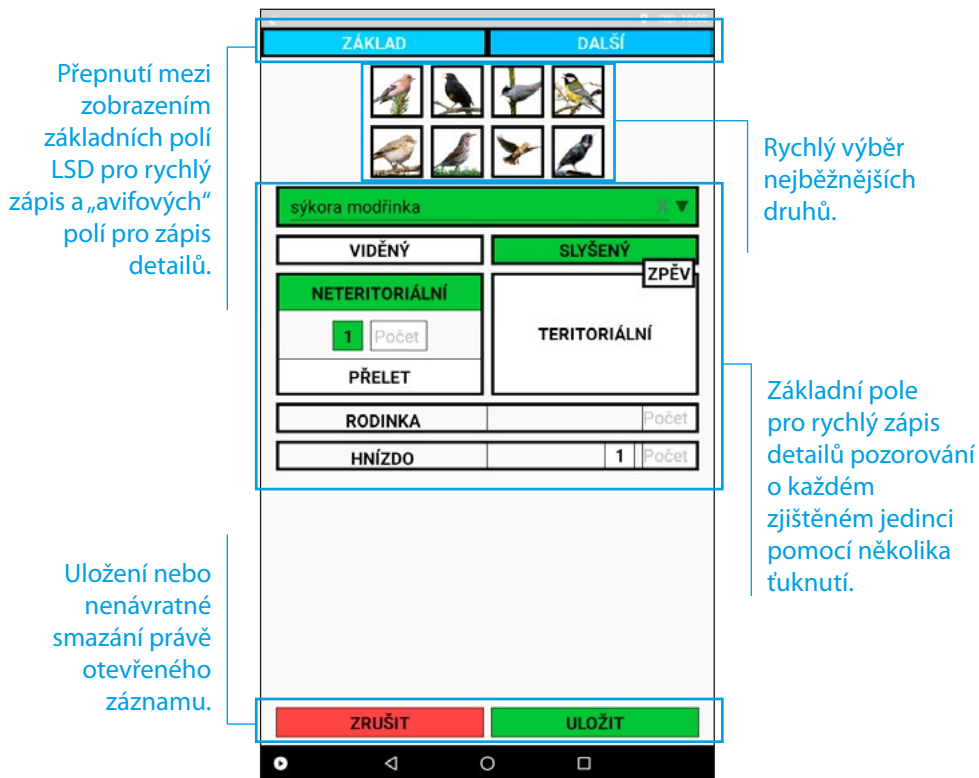 ZÁKLAD
DALŠÍ
Přepnutí mezi
zobrazením
základních polí
LSD pro rychlý
zápis a „avifových“
polí pro zápis
detailů.
Rychlý výběr
nejběžnějších
druhů.
sýkora modřinka X
VIDĚNÝ
SLYŠENÝ
ZPĚV
NETERITORIÁLNÍ
1 Počet
PŘELET
TERITORIÁLNÍ
RODINKA Počet
HNÍZDO 1 Počet
Základní pole
pro rychlý zápis
detailů pozorování
o každém
zjištěném jedinci
pomocí několika
ťuknutí.
Uložení nebo
nenávratné
smazání právě
otevřeného
záznamu.
ZRUŠIT
ULOŽIT